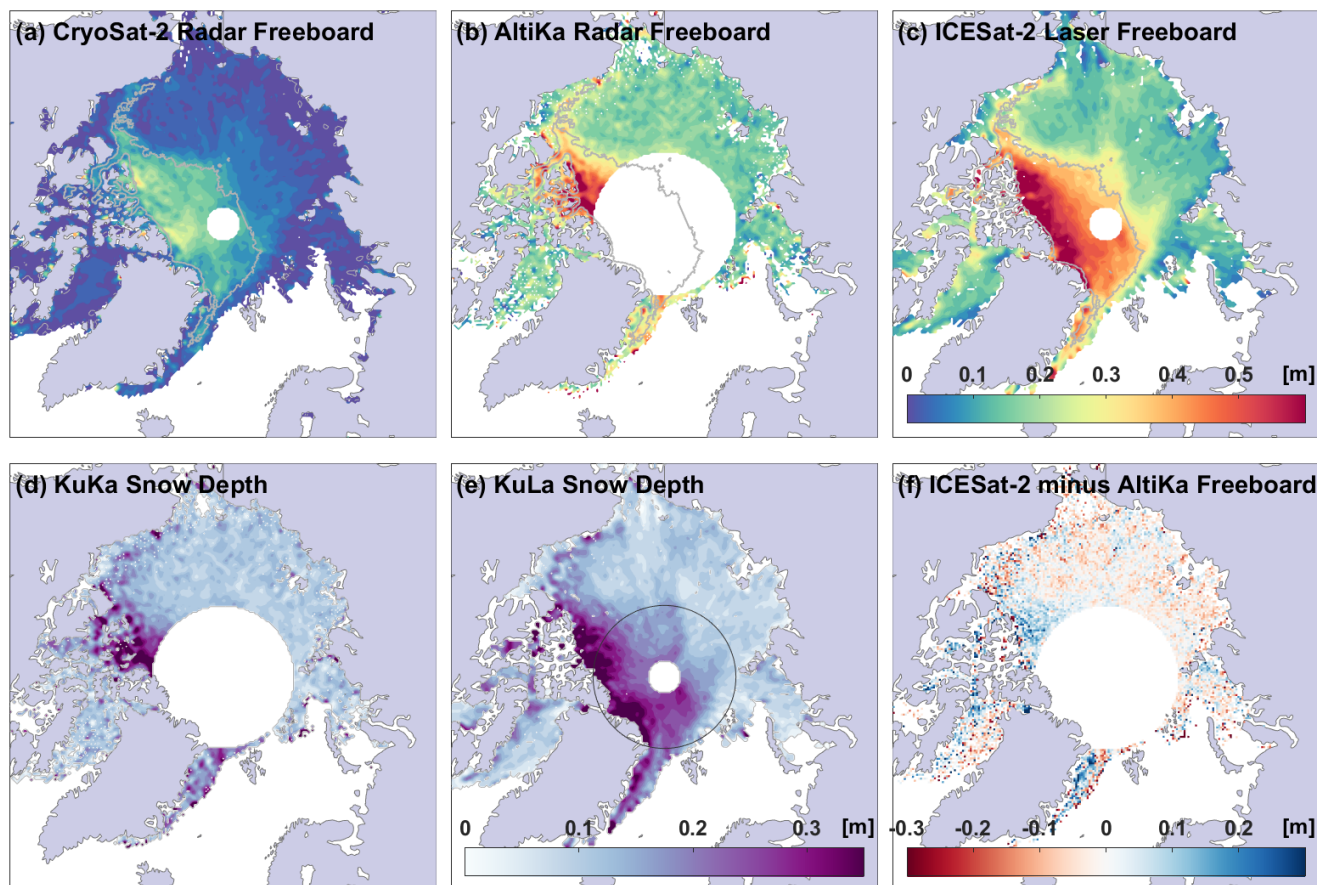 (a) CryoSat-2 Radar Freeboard
(b) AltiKa Radar Freeboard
(c) ICESat-2 Laser Freeboard
0 0.1 0.2 0.3 0.4 0.5 [m]
(d) KuKa Snow Depth
(e) KuLa Snow Depth
(f) ICESat-2 minus AltiKa Freeboard
0 0.1 0.2 0.3 [m]
-0.3 -0.2 -0.1 0 0.1 0.2 [m]